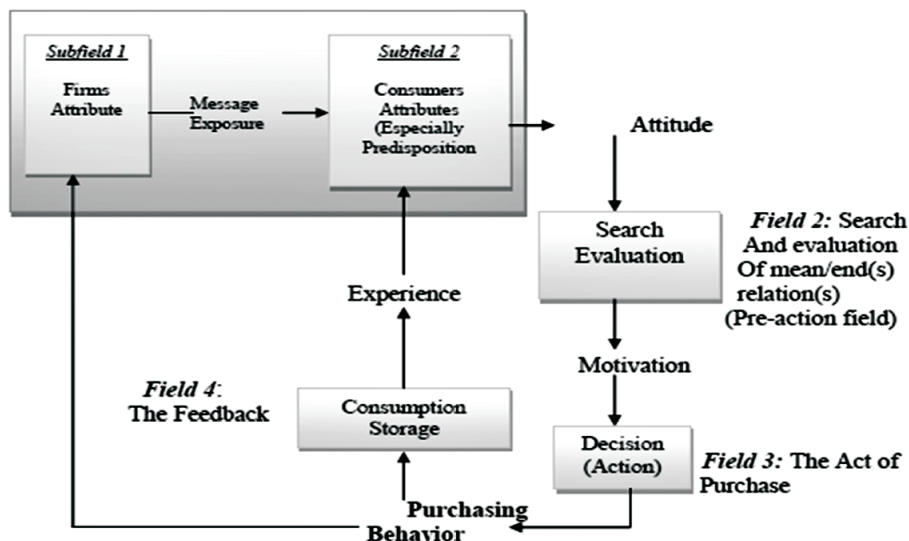 Subfield 1
Firms
Attribute
Message
Exposure
Subfield 2
Consumers
Attributes
(Especially
Predisposition
Attitude
Search
Evaluation
Field 2: Search
And evaluation
Of mean/end(s)
relation(s)
(Pre-action field)
Motivation
Decision
(Action)
Field 3: The Act of
Purchase
Experience
Field 4:
The Feedback
Consumption
Storage
Purchasing
Behavior